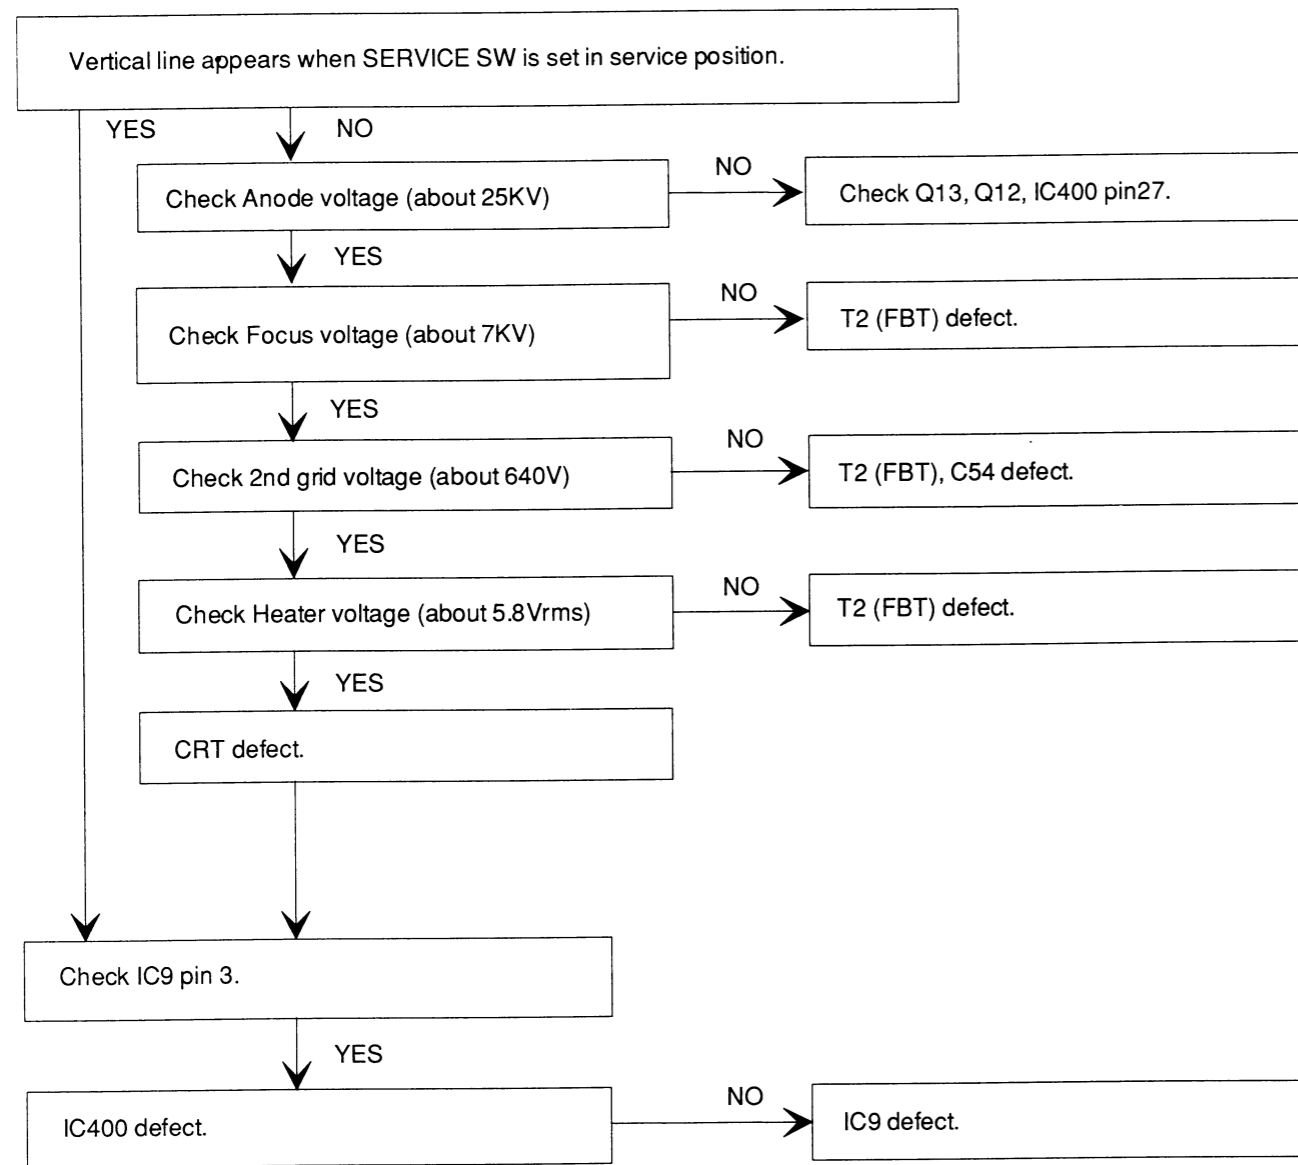 Vertical line appears when SERVICE SW is set in service position.
YES
NO
Check Anode voltage (about 25KV)
NO
Check Q13, Q12, IC400 pin27.
YES
Check Focus voltage (about 7KV)
NO
T2 (FBT) defect.
YES
Check 2nd grid voltage (about 640V)
NO
T2 (FBT), C54 defect.
YES
Check Heater voltage (about 5.8Vrms)
NO
T2 (FBT) defect.
YES
CRT defect.
Check IC9 pin 3.
YES
IC400 defect.
NO
IC9 defect.